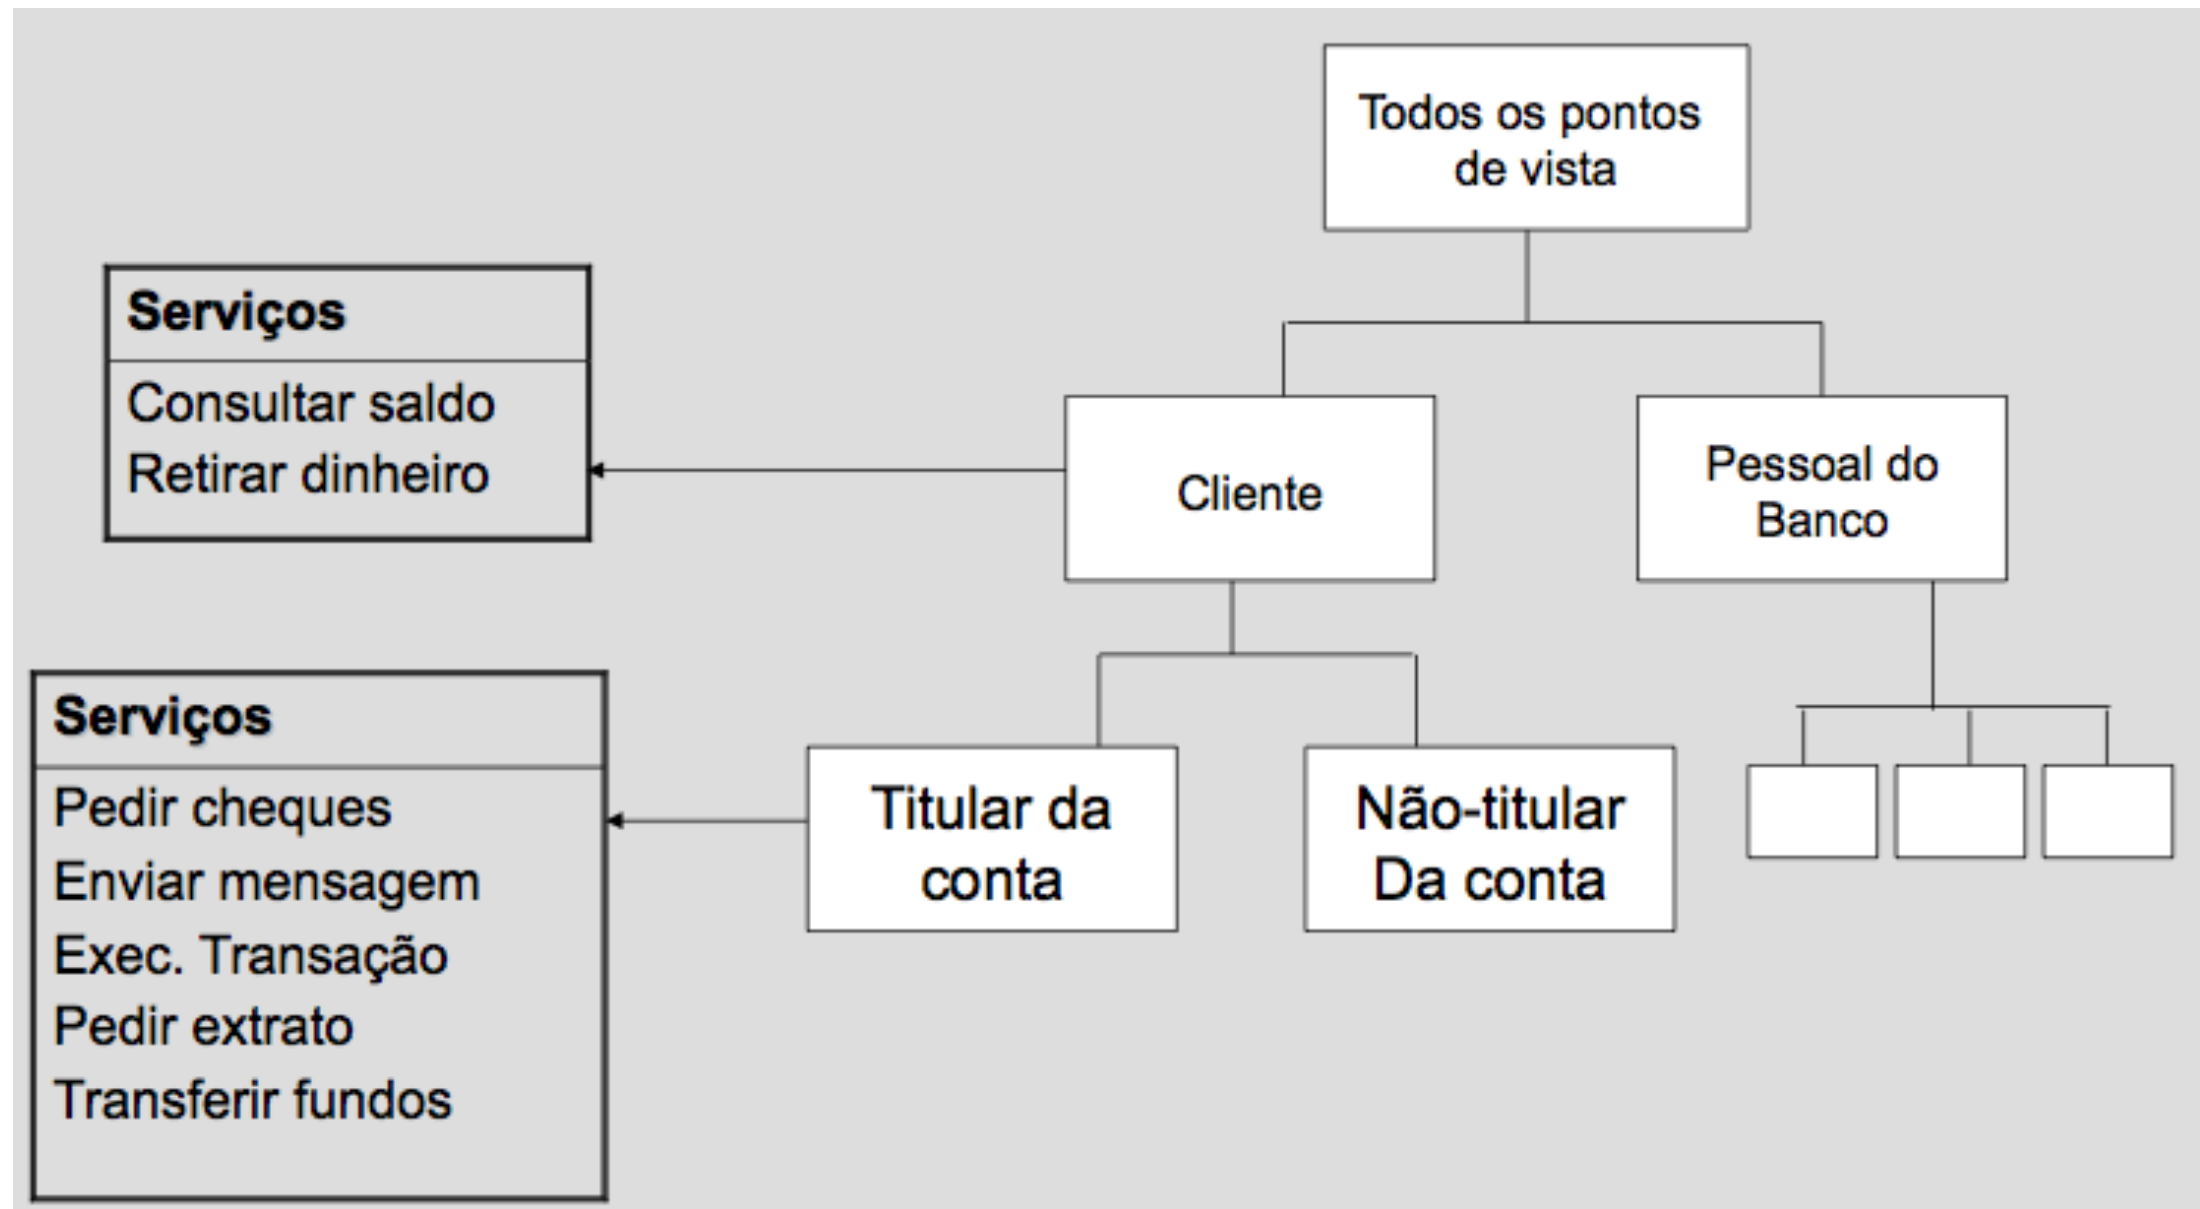 Todos os pontos
de vista
Serviços
Consultar saldo
Retirar dinheiro
Cliente
Pessoal do
Banco
Serviços
Pedir cheques
Enviar mensagem
Exec. Transação
Pedir extrato
Transferir fundos
Titular da
conta
Não-titular
Da conta